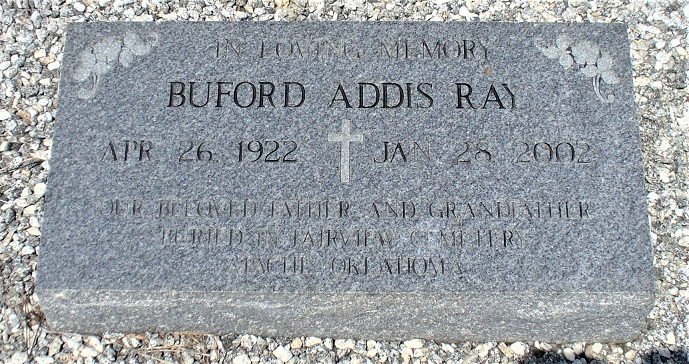 IN LOVING MEMORY
BUFORD ADDIS RAY
APR 26 1922 JAN 28 2002
OUR BELOVED FATHER AND GRANDFATHER
BURIED IN FAIRVIEW CEMETERY
APACHE, OKLAHOMA